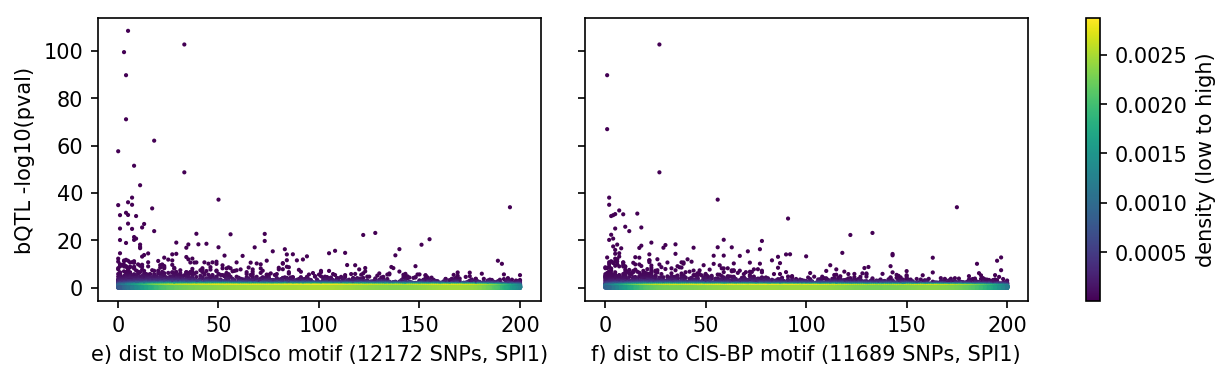 bQTL -log10(pval)
100
80
60
40
20
0
0 50 100 150 200
e) dist to MoDISco motif (12172 SNPs, SPI1)
0 50 100 150 200
f) dist to CIS-BP motif (11689 SNPs, SPI1)
0.0025
0.0020
0.0015
0.0010
0.0005
density (low to high)